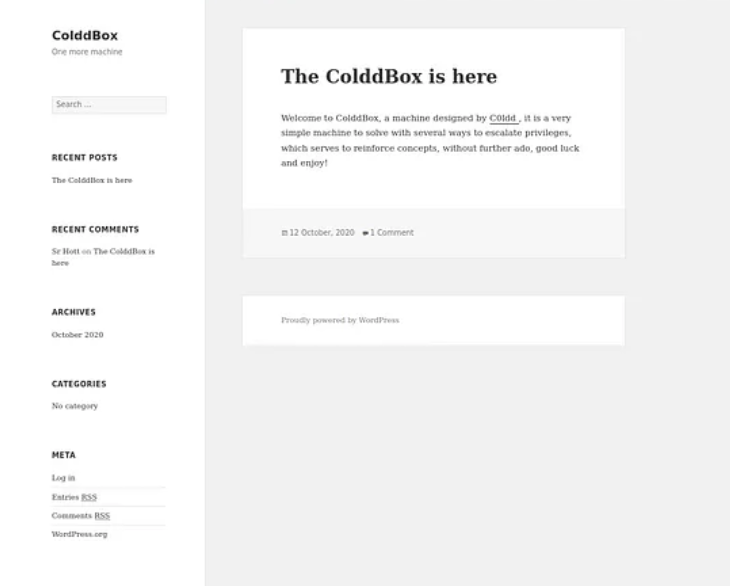 ColddBox
One more machine
Search ...
RECENT POSTS
The ColddBox is here
RECENT COMMENTS
Sr Hott on The ColddBox is
here
ARCHIVES
October 2020
CATEGORIES
No category
META
Log in
Entries RSS
Comments RSS
WordPress.org
The ColddBox is here
Welcome to ColddBox, a machine designed by C0ldd , it is a very
simple machine to solve with several ways to escalate privileges,
which serves to reinforce concepts, without further ado, good luck
and enjoy!
12 October, 2020 1 Comment
Proudly powered by WordPress